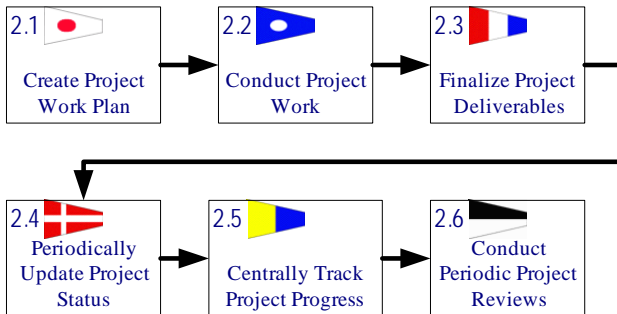 2.1
Create Project
Work Plan
2.2
Conduct Project
Work
2.3
Finalize Project
Deliverables
2.4
Periodically
Update Project
Status
2.5
Centrally Track
Project Progress
2.6
Conduct
Periodic Project
Reviews